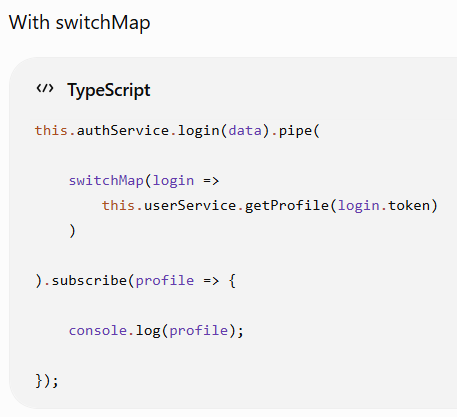 With switchMap
</> TypeScript
this.authService.login(data).pipe(
    switchMap(login =>
        this.userService.getProfile(login.token)
    )
).subscribe(profile => {
    console.log(profile);
});